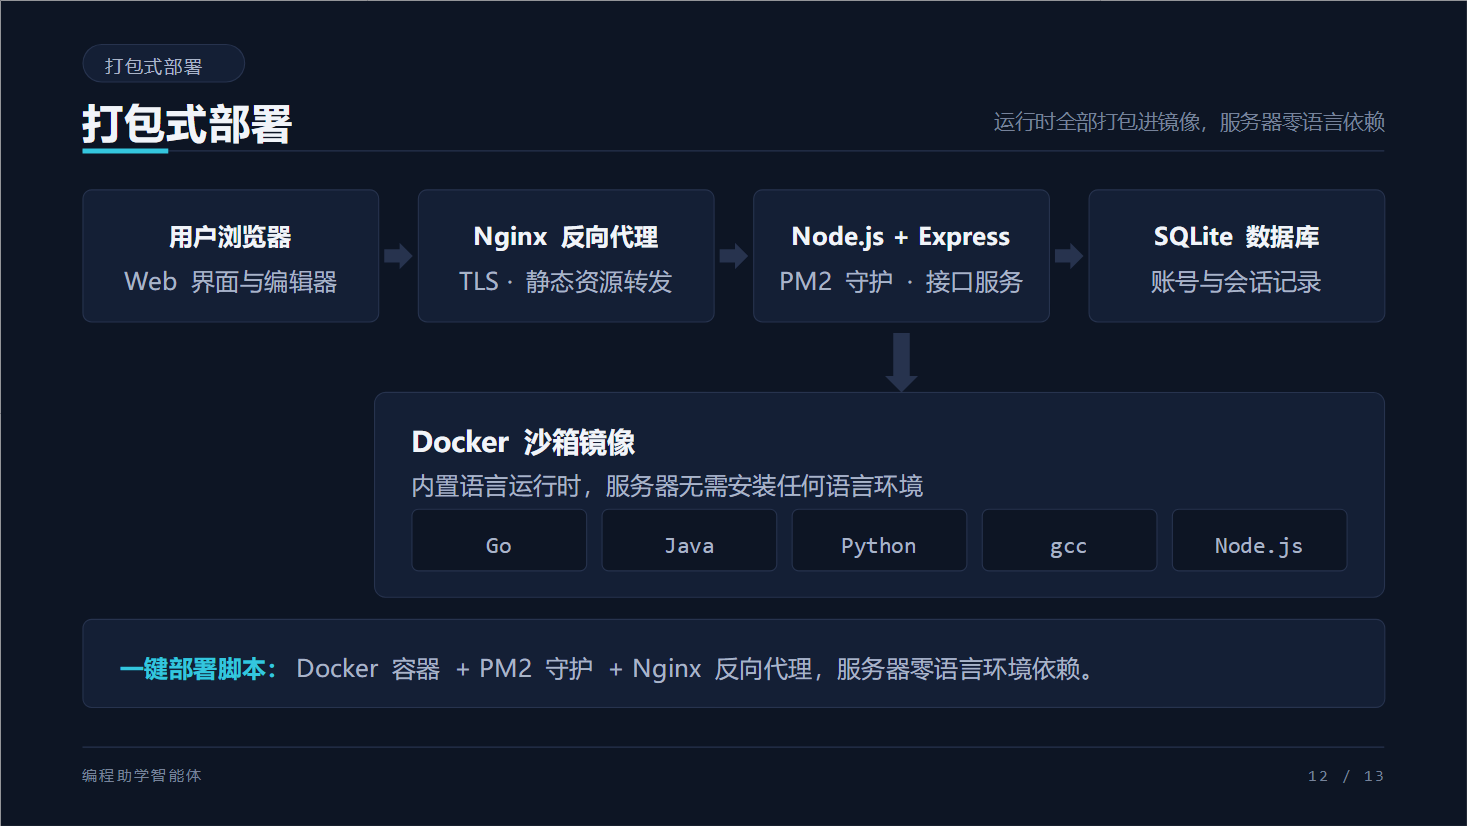 打包式部署
打包式部署
运行时全部打包进镜像，服务器零语言依赖
用户浏览器
Web 界面与编辑器
Nginx 反向代理
TLS · 静态资源转发
Node.js + Express
PM2 守护 · 接口服务
SQLite 数据库
账号与会话记录
Docker 沙箱镜像
内置语言运行时，服务器无需安装任何语言环境
Go
Java
Python
gcc
Node.js
一键部署脚本： Docker 容器 + PM2 守护 + Nginx 反向代理，服务器零语言环境依赖。
编程助学智能体
12 / 13